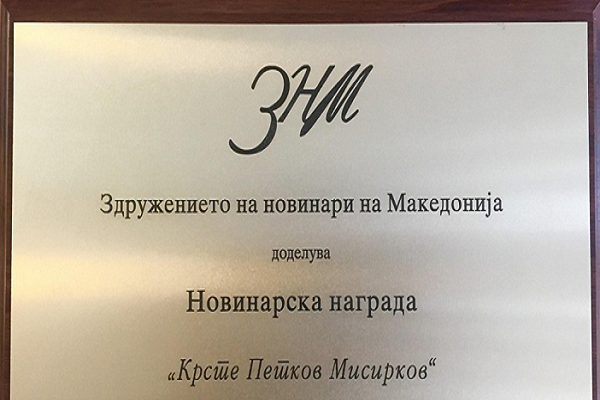 ЗНМ
Здружението на новинари на Македонија
доделува
Новинарска награда
„Крсте Петков Мисирков“